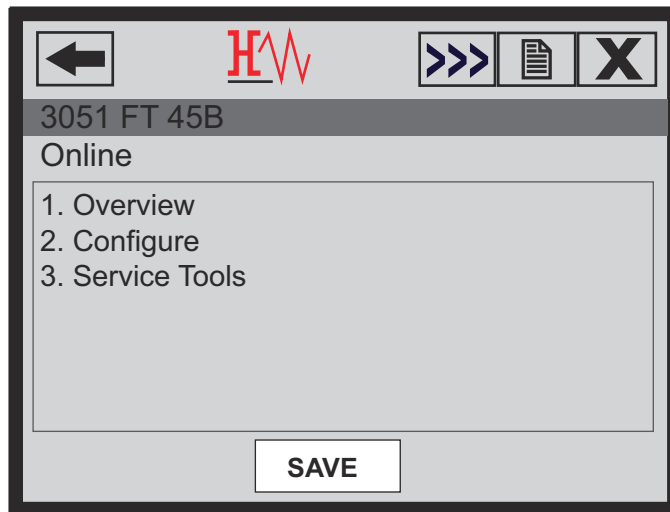 >>>
X
3051 FT 45B
Online
1. Overview
2. Configure
3. Service Tools
SAVE